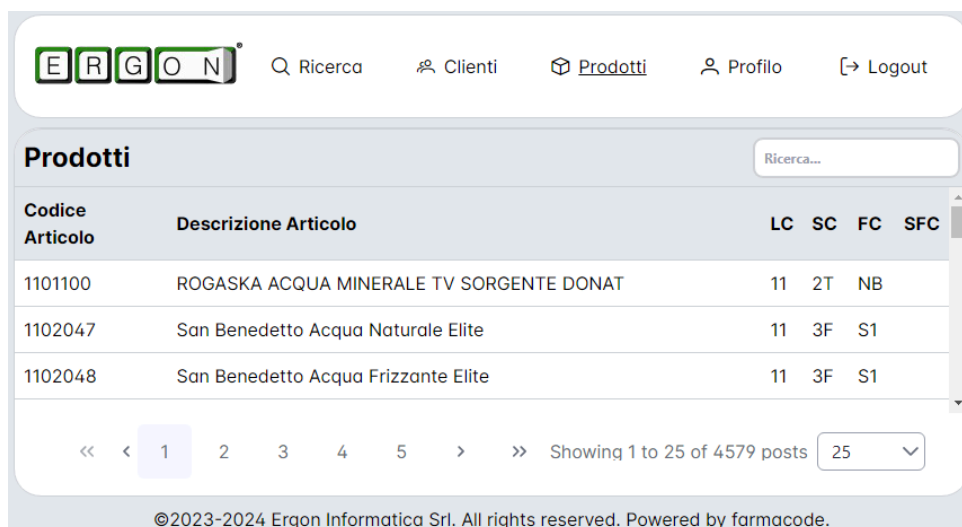 ERGON® Ricerca Clienti Prodotti Profilo Logout
Prodotti Ricerca...
Codice Articolo Descrizione Articolo LC SC FC SFC
1101100 ROGASKA ACQUA MINERALE TV SORGENTE DONAT 11 2T NB
1102047 San Benedetto Acqua Naturale Elite 11 3F S1
1102048 San Benedetto Acqua Frizzante Elite 11 3F S1
<< < 1 2 3 4 5 > >> Showing 1 to 25 of 4579 posts 25
©2023-2024 Ergon Informatica Srl. All rights reserved. Powered by farmacode.